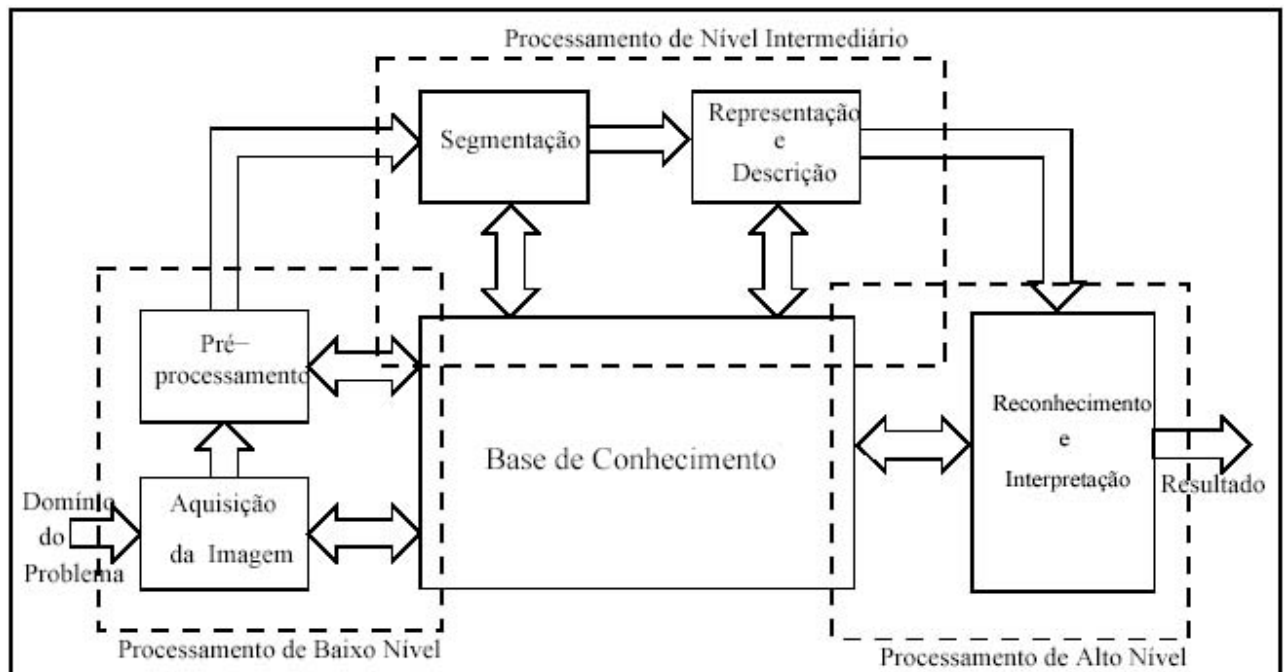 Processamento de Nível Intermediário
Segmentação
Representação
e
Descrição
Pré–
processamento
Base de Conhecimento
Reconhecimento
e
Interpretação
Resultado
Domínio
do
Problema
Aquisição
da Imagem
Processamento de Baixo Nível
Processamento de Alto Nível